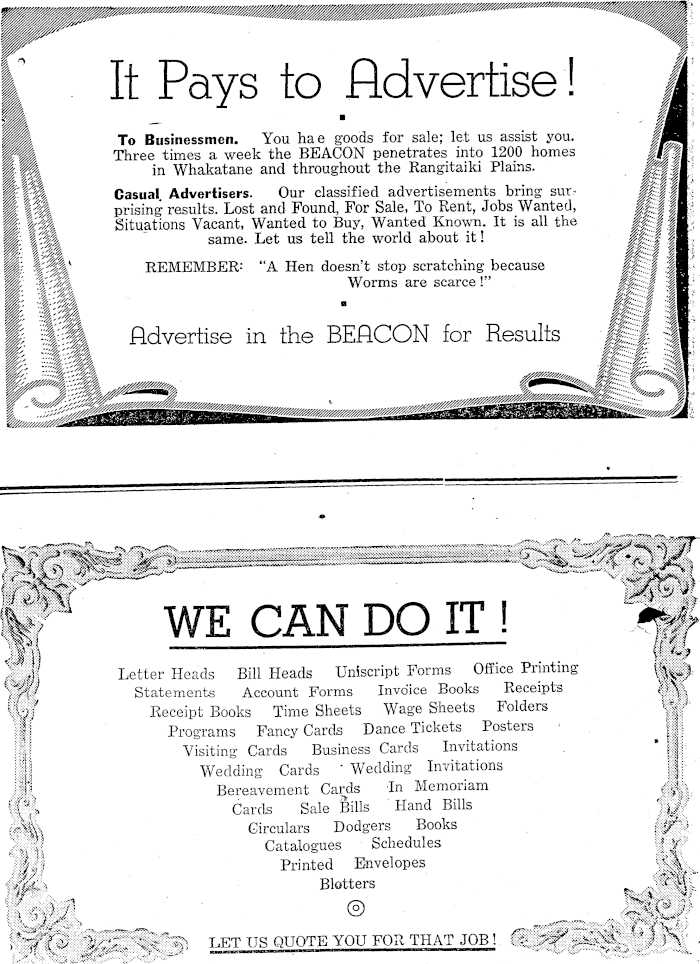 It Pays to Advertise!
To Businessmen. You ha e goods for sale; let us assist you.
Three times a week the BEACON penetrates into 1200 homes
in Whakatane and throughout the Rangitaiki Plains.
Casual Advertisers. Our classified advertisements bring sur-
prising results. Lost and Found, For Sale, To Rent, Jobs Wanted,
Situations Vacant, Wanted to Buy, Wanted Known. It is all the
same. Let us tell the world about it!
REMEMBER: "A Hen doesn't stop scratching because
Worms are scarce!"
Advertise in the BEACON for Results
WE CAN DO IT!
Letter Heads Bill Heads Uniscript Forms Office Printing
Statements Account Forms Invoice Books Receipts
Receipt Books Time Sheets Wage Sheets Folders
Programs Fancy Cards Dance Tickets Posters
Visiting Cards Business Cards Invitations
Wedding Cards Wedding Invitations
Bereavement Cards In Memoriam
Cards Sale Bills Hand Bills
Circulars Dodgers Books
Catalogues Schedules
Printed Envelopes
Blotters
LET US QUOTE YOU FOR THAT JOB!